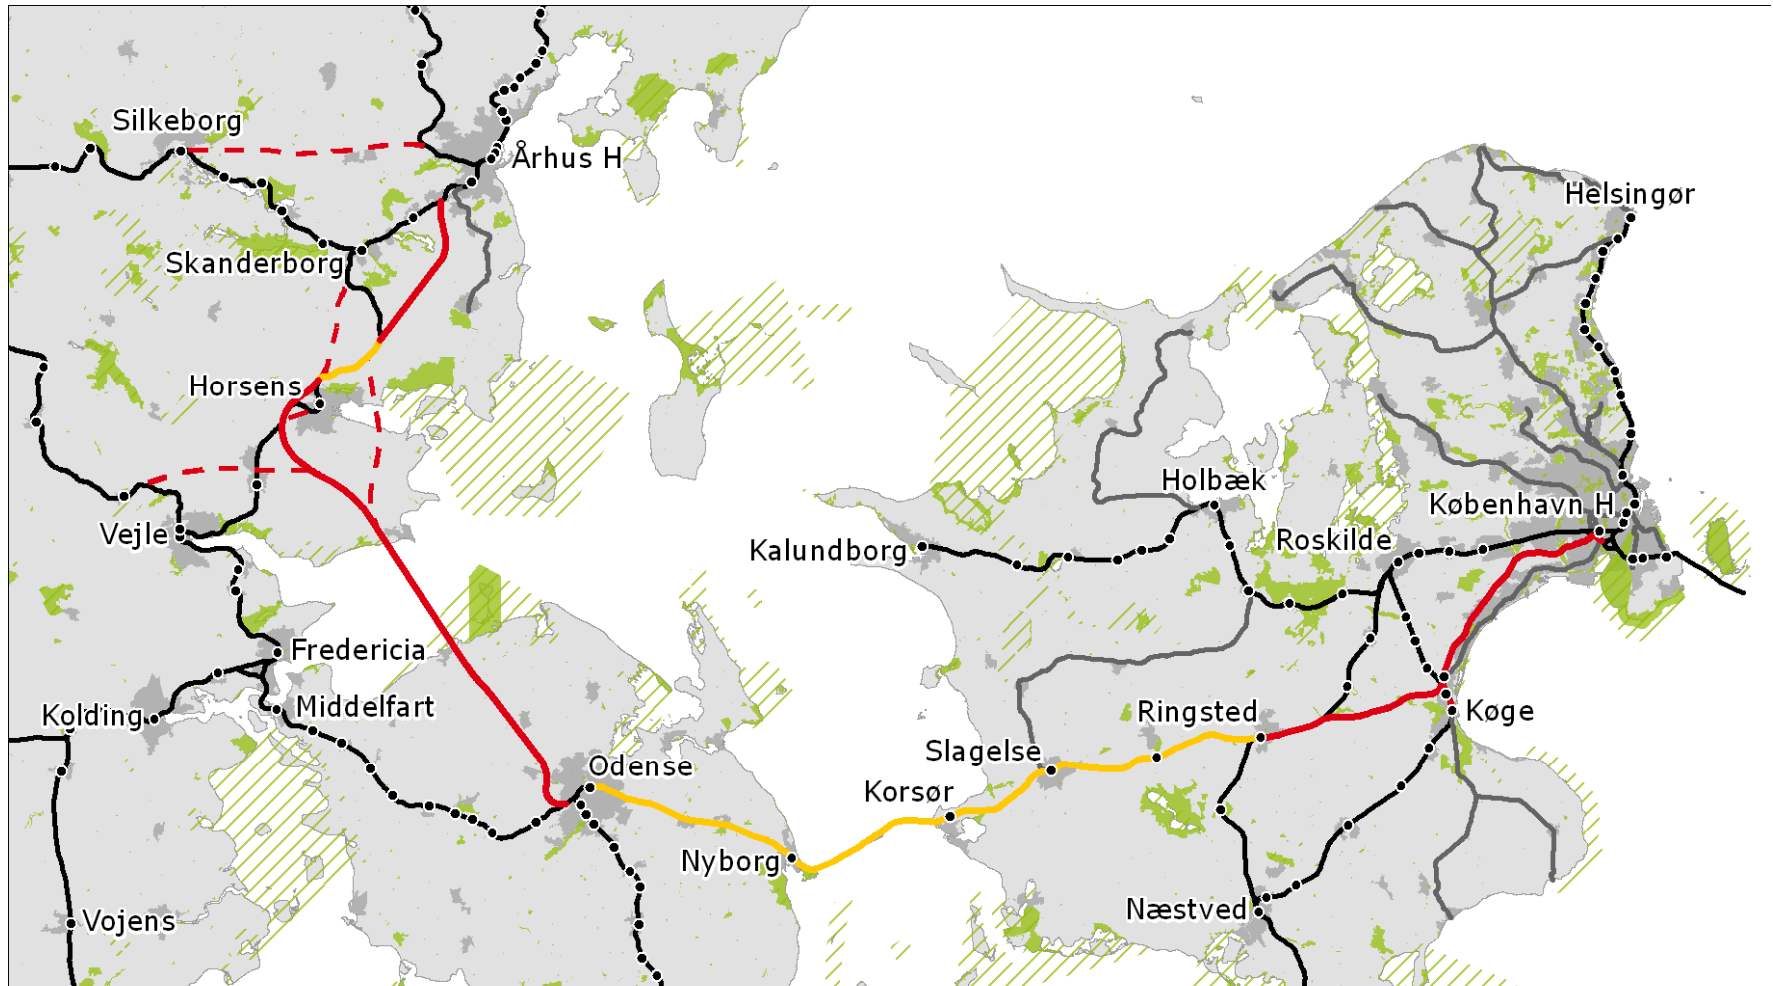 Silkeborg
Århus H
Helsingør
Skanderborg
Horsens
Holbæk
København H
Vejle
Kalundborg
Roskilde
Fredericia
Kolding
Middelfart
Ringsted
Køge
Slagelse
Odense
Korsør
Nyborg
Næstved
Vojens